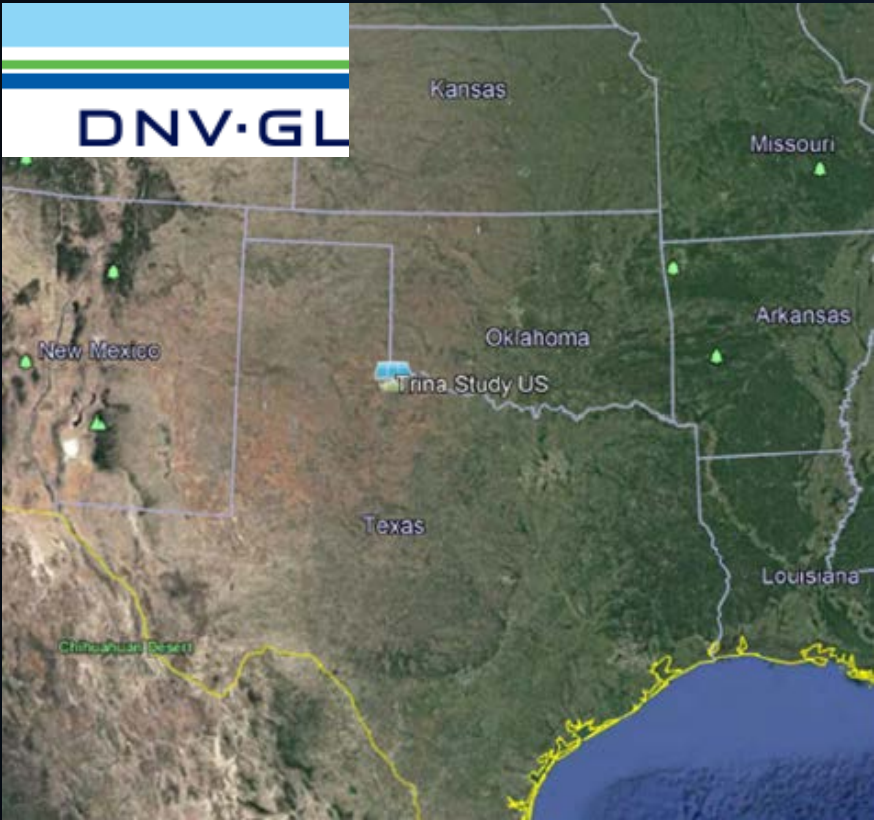 DNV·GL
Kansas
Missouri
Arkansas
Oklahoma
New Mexico
Trina Study US
Texas
Louisiana
Chihuahuan Desert